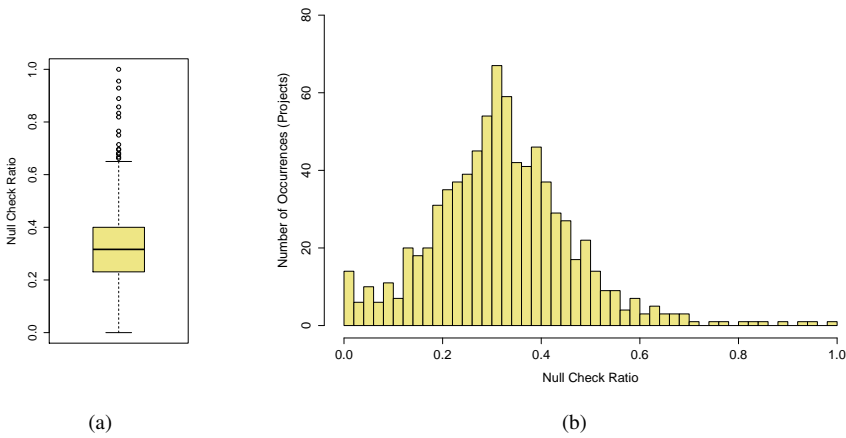 Null Check Ratio
0.0 0.2 0.4 0.6 0.8 1.0
(a)
Number of Occurrences (Projects)
0 20 40 60 80
0.0 0.2 0.4 0.6 0.8 1.0
Null Check Ratio
(b)